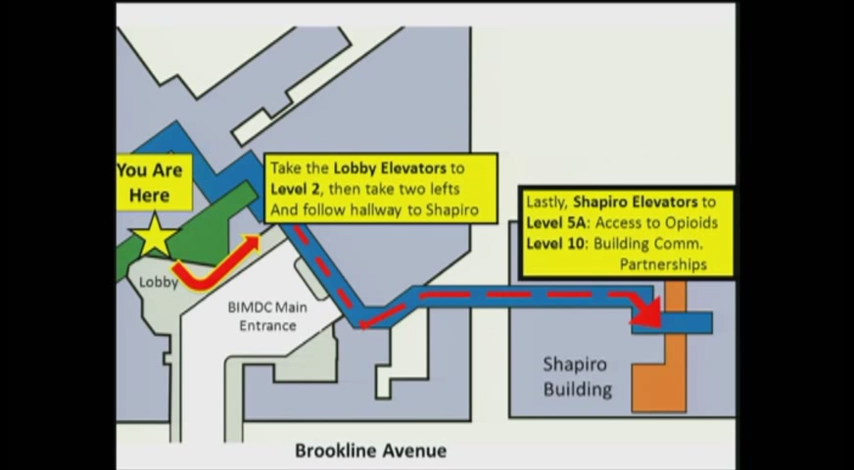 You Are
Here
Take the Lobby Elevators to
Level 2, then take two lefts
And follow hallway to Shapiro
Lastly, Shapiro Elevators to
Level 5A: Access to Opioids
Level 10: Building Comm.
Partnerships
Lobby
BIMDC Main
Entrance
Shapiro
Building
Brookline Avenue